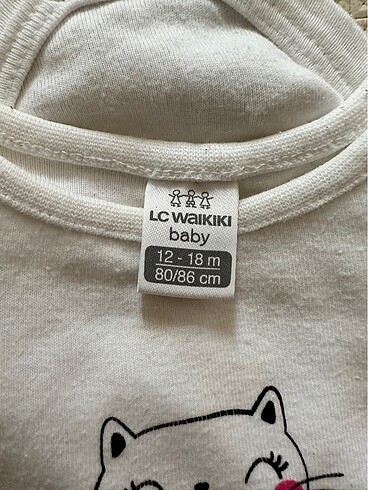 LC WAIKIKI
baby
12 - 18 m
80/86 cm